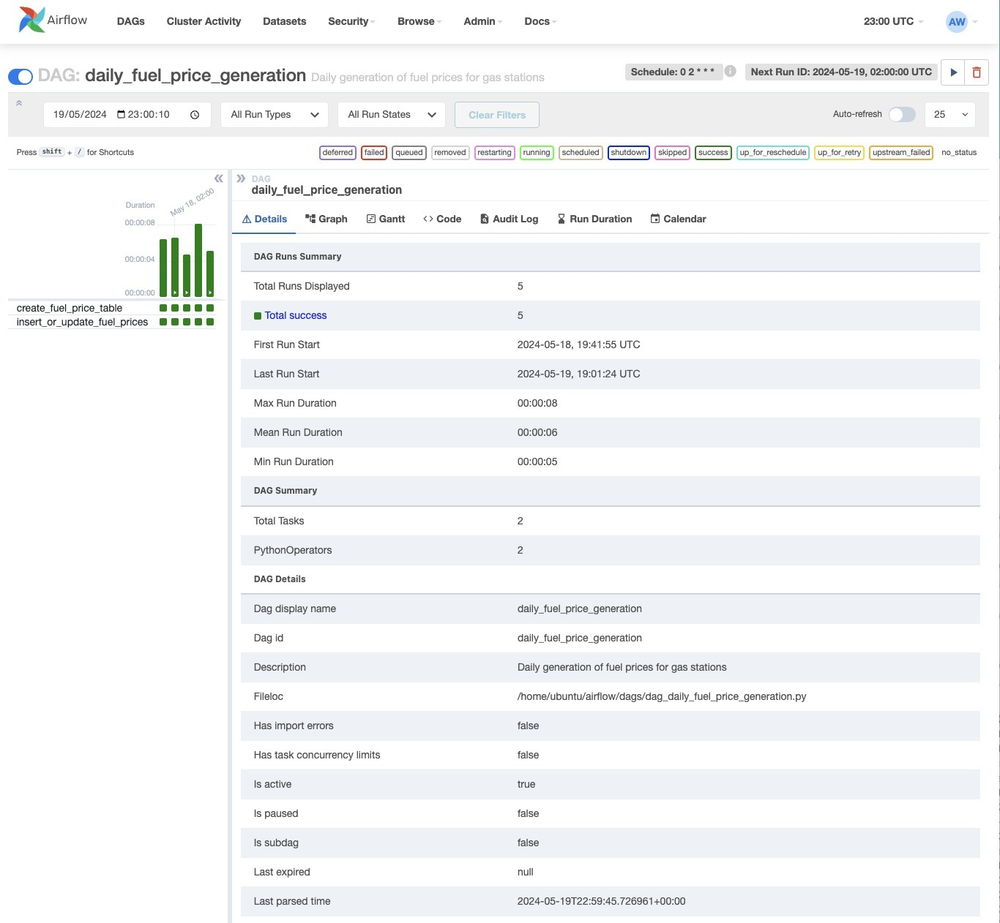 Airflow DAGs Cluster Activity Datasets Security Browse Admin Docs 23:00 UTC AW
DAG: daily_fuel_price_generation Daily generation of fuel prices for gas stations Schedule: 0 2 * * * i Next Run ID: 2024-05-19, 02:00:00 UTC
19/05/2024 23:00:10 All Run Types All Run States Clear Filters Auto-refresh 25
Press shift + / for Shortcuts deferred failed queued removed restarting running scheduled shutdown skipped success up_for_reschedule up_for_retry upstream_failed no_status
Duration
May 18, 02:00
00:00:08
00:00:04
00:00:00
create_fuel_price_table
insert_or_update_fuel_prices
DAG
daily_fuel_price_generation
Details Graph Gantt Code Audit Log Run Duration Calendar
DAG Runs Summary
Total Runs Displayed 5
Total success 5
First Run Start 2024-05-18, 19:41:55 UTC
Last Run Start 2024-05-19, 19:01:24 UTC
Max Run Duration 00:00:08
Mean Run Duration 00:00:06
Min Run Duration 00:00:05
DAG Summary
Total Tasks 2
PythonOperators 2
DAG Details
Dag display name daily_fuel_price_generation
Dag id daily_fuel_price_generation
Description Daily generation of fuel prices for gas stations
Fileloc /home/ubuntu/airflow/dags/dag_daily_fuel_price_generation.py
Has import errors false
Has task concurrency limits false
Is active true
Is paused false
Is subdag false
Last expired null
Last parsed time 2024-05-19T22:59:45.726961+00:00